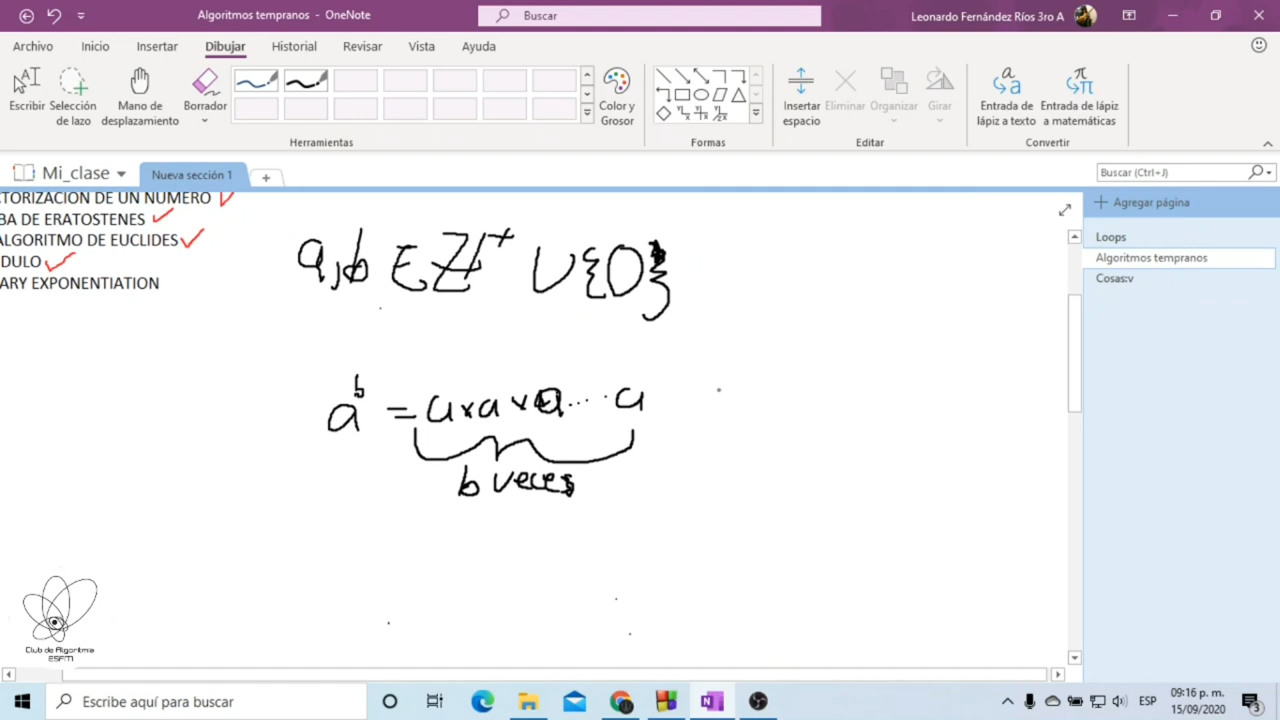 Algoritmos tempranos - OneNote
Buscar
Leonardo Fernández Ríos 3ro A
Archivo Inicio Insertar Dibujar Historial Revisar Vista Ayuda
Escribir
Selección de lazo
Mano de desplazamiento
Borrador
Color y Grosor
Insertar espacio
Eliminar
Organizar
Girar
Entrada de lápiz a texto
Entrada de lápiz a matemáticas
Herramientas Formas Editar Convertir
Mi_clase Nueva sección 1
Buscar (Ctrl+J)
Agregar página
Loops
Algoritmos tempranos
Cosas:v
CTORIZACION DE UN NUMERO
BA DE ERATOSTENES
ALGORITMO DE EUCLIDES
DULO
ARY EXPONENTIATION
a,b ∈ ℤ⁺ ∪ {0}
aᵇ = a×a×a...a
b veces
Club de Algoritmia
ESFM
Escribe aquí para buscar
ESP
09:16 p. m.
15/09/2020
3